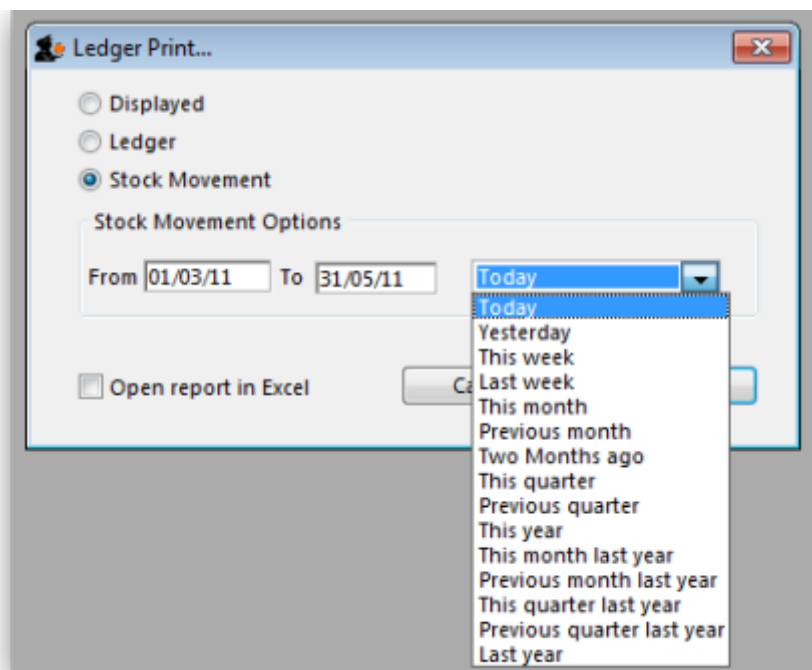 Ledger Print...
Displayed
Ledger
Stock Movement
Stock Movement Options
From 01/03/11 To 31/05/11 Today
Today
Yesterday
This week
Last week
This month
Previous month
Two Months ago
This quarter
Previous quarter
This year
This month last year
Previous month last year
This quarter last year
Previous quarter last year
Last year
Open report in Excel